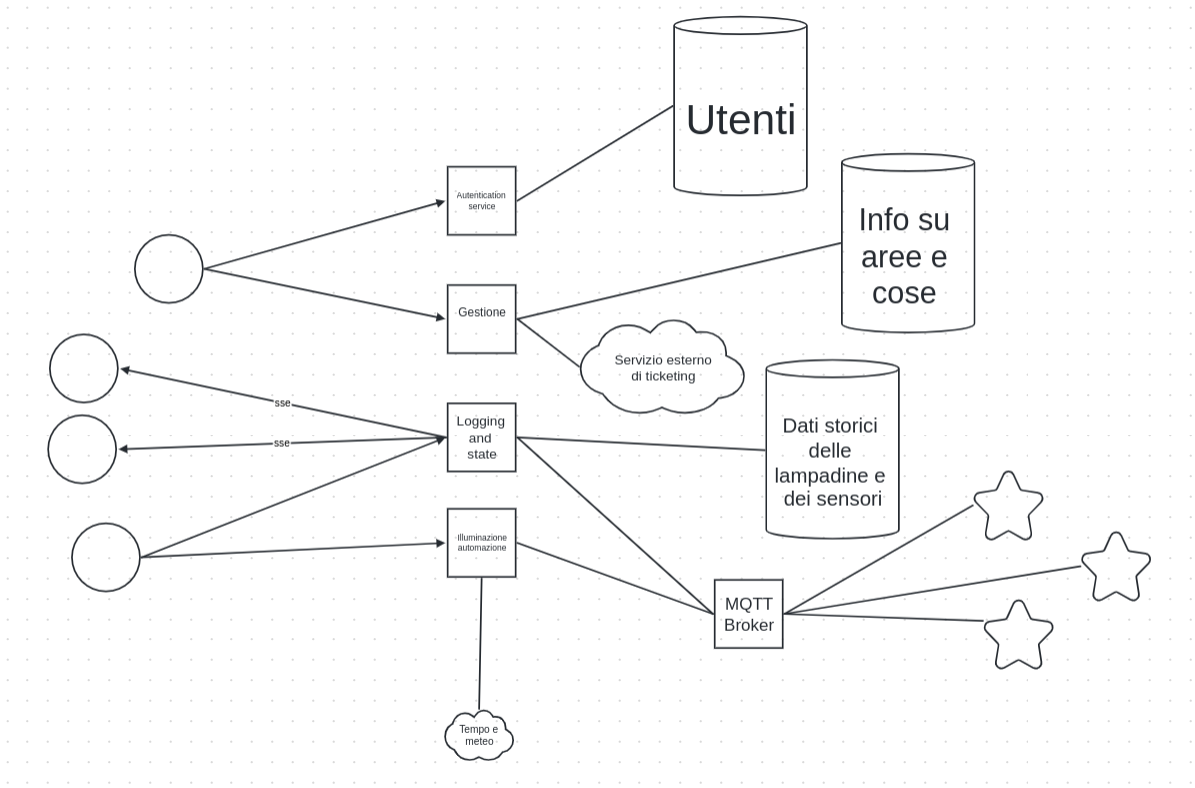 Utenti
Autentication
service
Info su
aree e
cose
Gestione
Servizio esterno
di ticketing
sse
sse
Logging
and
state
Dati storici
delle
lampadine e
dei sensori
Illuminazione
automazione
MQTT
Broker
Tempo e
meteo